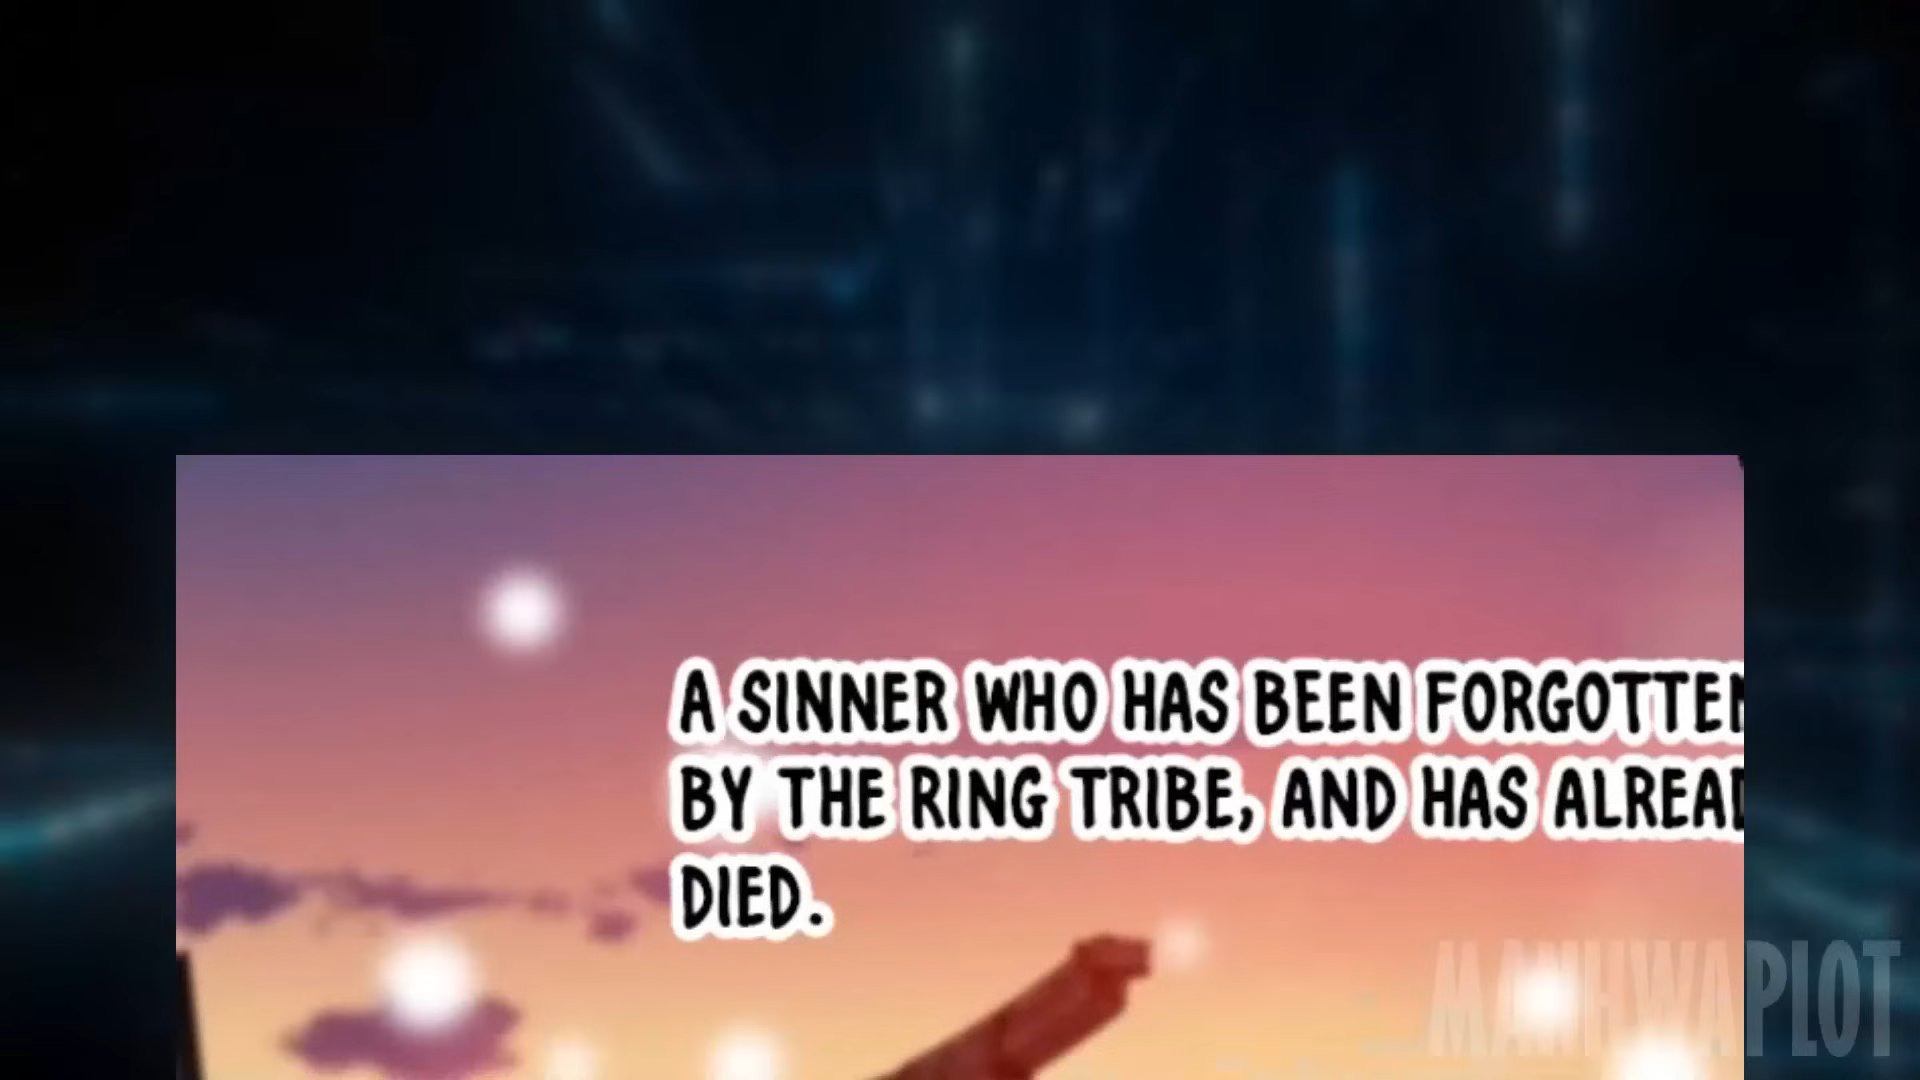 A SINNER WHO HAS BEEN FORGOTTEN
BY THE RING TRIBE, AND HAS ALREAD
DIED.
MANHWAPLOT